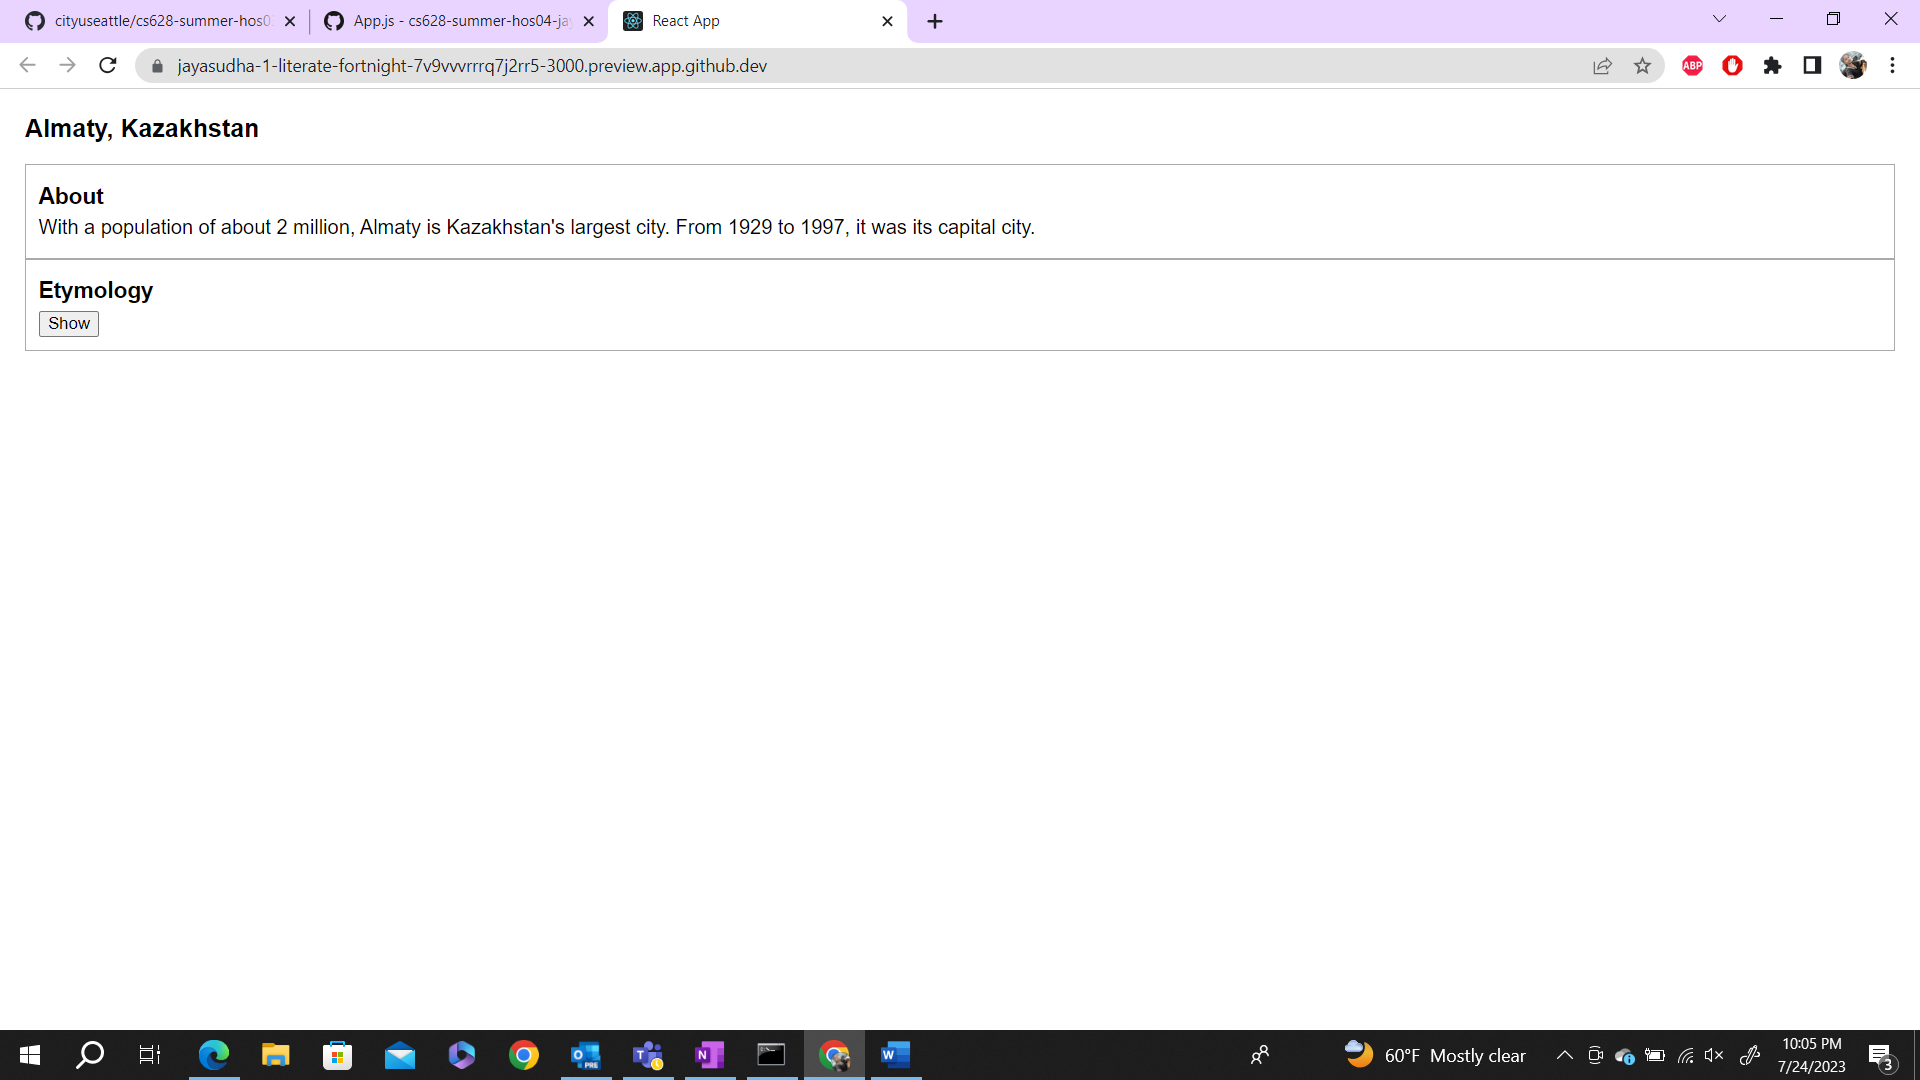 cityuseattle/cs628-summer-hos0
App.js - cs628-summer-hos04-ja
React App
jayasudha-1-literate-fortnight-7v9vvvrrrq7j2rr5-3000.preview.app.github.dev
ABP
Almaty, Kazakhstan
About
With a population of about 2 million, Almaty is Kazakhstan's largest city. From 1929 to 1997, it was its capital city.
Etymology
Show
60°F Mostly clear
10:05 PM
7/24/2023
3